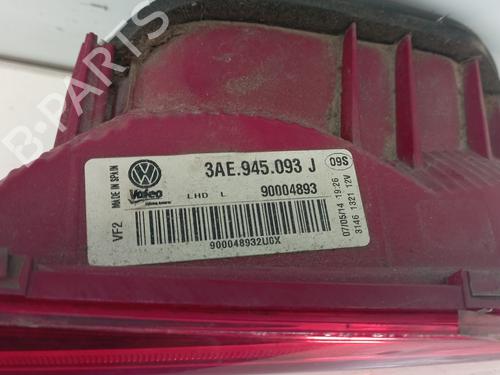 B-PARTS
MADE IN SPAIN
Valeo
3AE.945.093 J
09S
LHD L
90004893
VF2
900048932U0X
07/05/14 19:26
3146 1321 12V